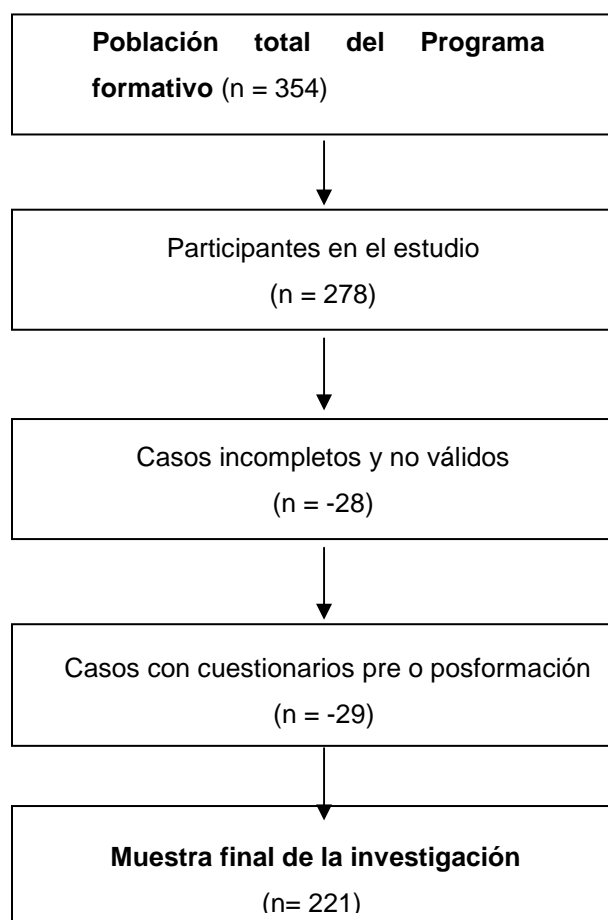 Población total del Programa
formativo (n = 354)
Participantes en el estudio
(n = 278)
Casos incompletos y no válidos
(n = -28)
Casos con cuestionarios pre o posformación
(n = -29)
Muestra final de la investigación
(n= 221)